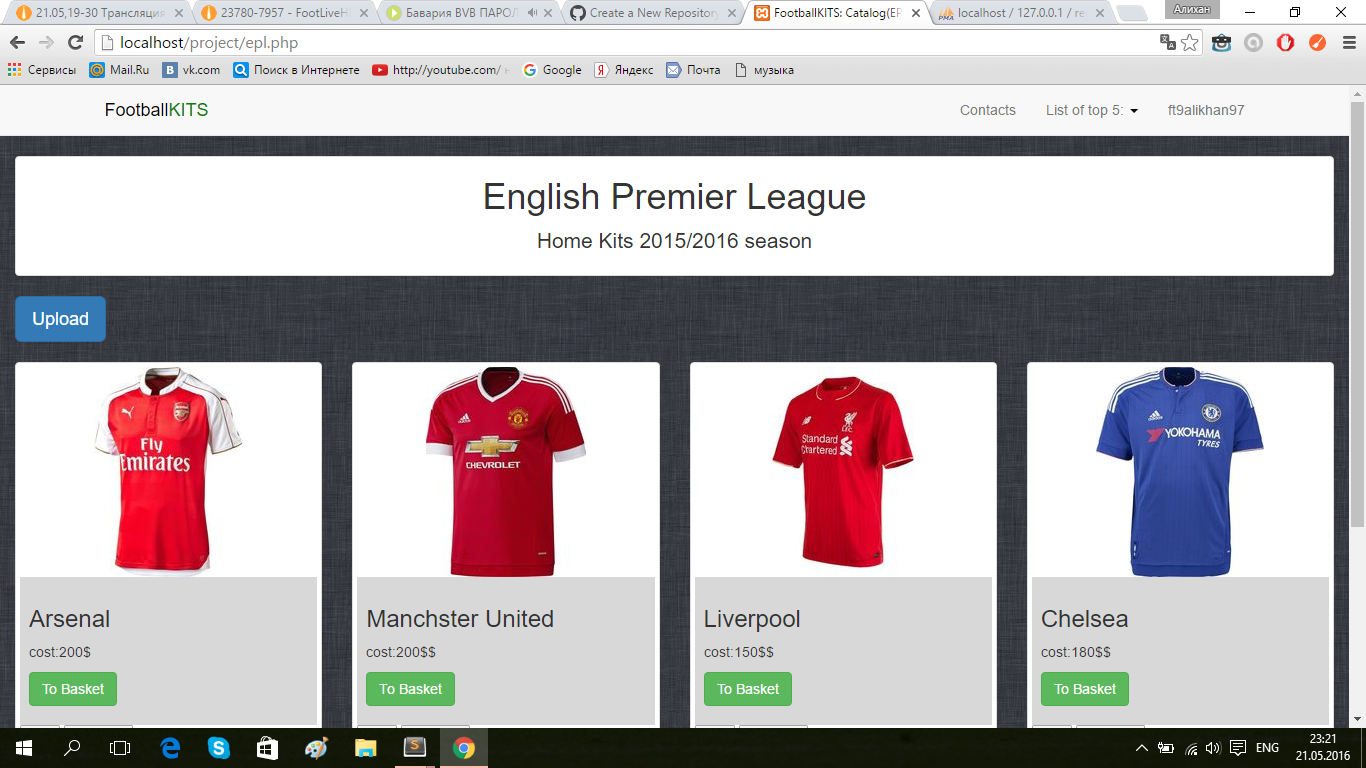 21.05,19-30 Трансляция
23780-7957 - FootLiveH
Бавария BVB ПАРОЛ
Create a New Repository
FootballKITS: Catalog(EP
localhost / 127.0.0.1 / re
Алихан
localhost/project/epl.php
Сервисы
Mail.Ru
vk.com
Поиск в Интернете
http://youtube.com/
Google
Яндекс
Почта
музыка
FootballKITS
Contacts
List of top 5:
ft9alikhan97
English Premier League
Home Kits 2015/2016 season
Upload
Fly
Emirates
CHEVROLET
Standard
Chartered
YOKOHAMA
TYRES
Arsenal
Manchster United
Liverpool
Chelsea
cost:200$
cost:200$$
cost:150$$
cost:180$$
To Basket
To Basket
To Basket
To Basket
ENG
23:21
21.05.2016